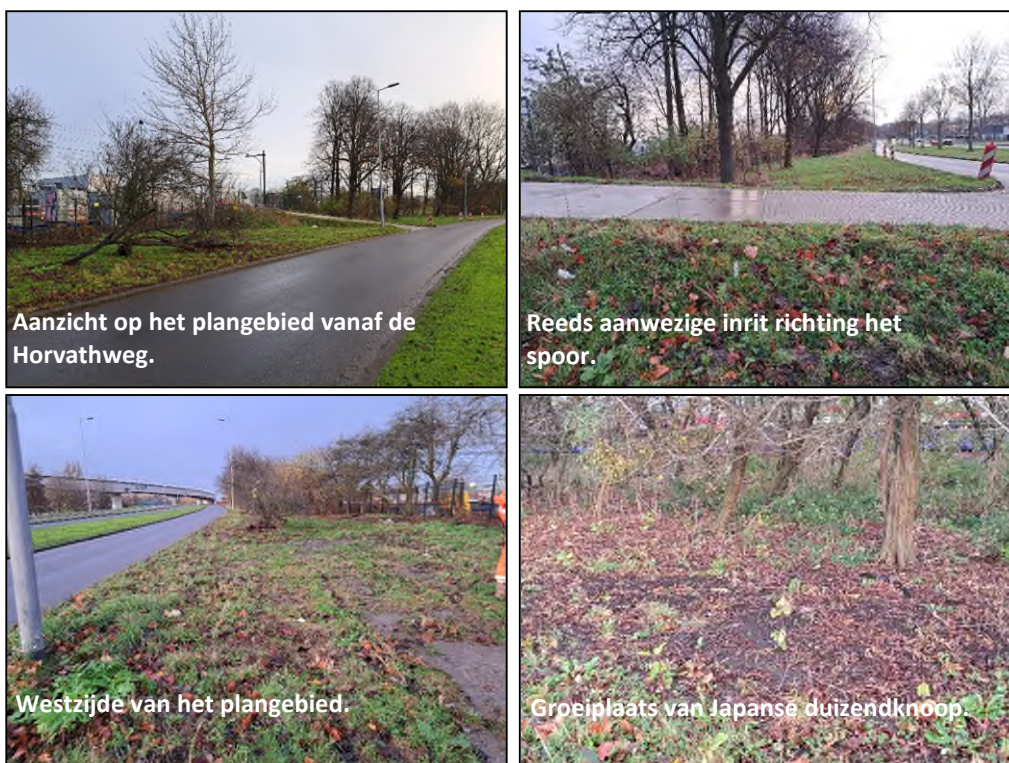 Aanzicht op het plangebied vanaf de
Horvathweg.
Reeds aanwezige inrit richting het
spoor.
Westzijde van het plangebied.
Groeiplaats van Japanse duizendknoop.